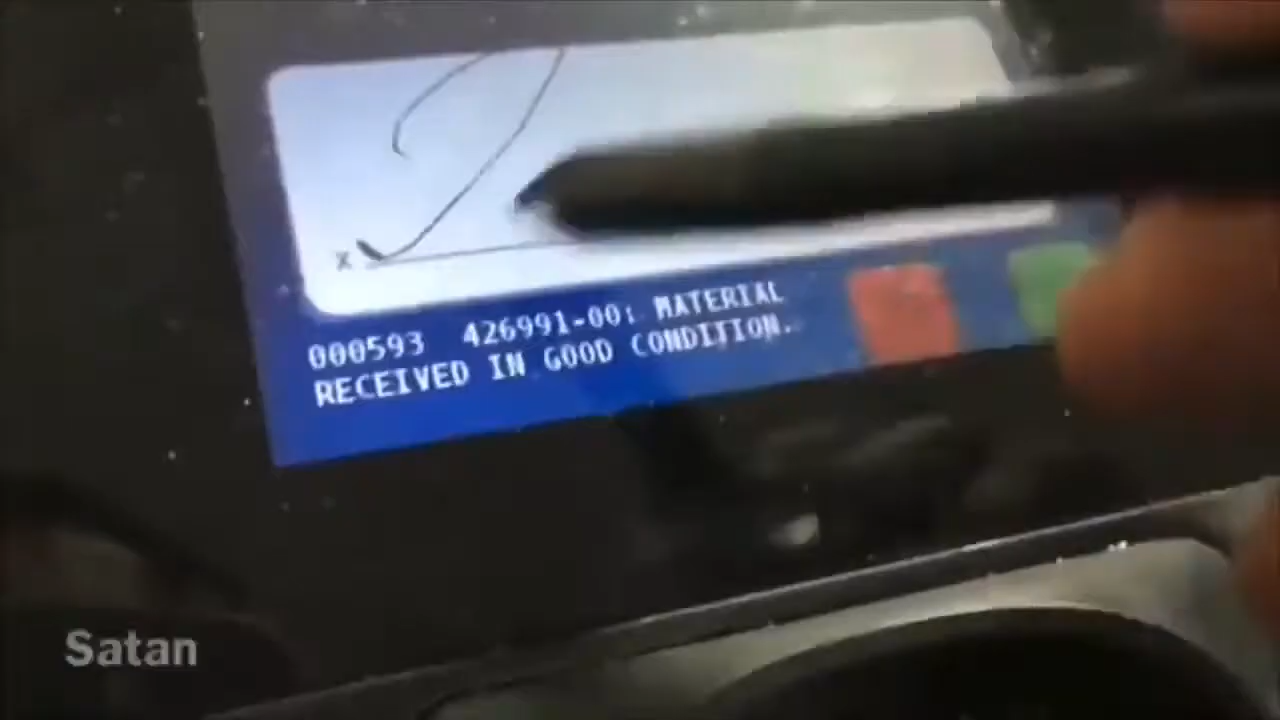 x
000593 426991-00: MATERIAL
RECEIVED IN GOOD CONDITION.
Satan